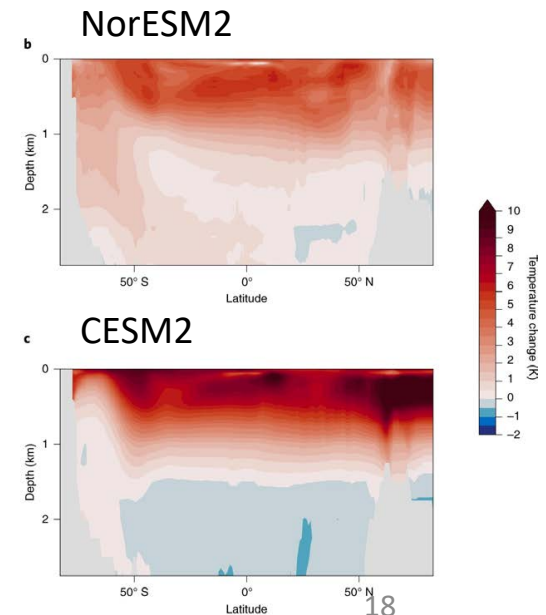 NorESM2
b
0
1
2
Depth (km)
50° S
0°
50° N
Latitude
CESM2
c
0
1
2
Depth (km)
50° S
0°
50° N
Latitude
10
9
8
7
6
5
4
3
2
1
0
−1
−2
Temperature change (K)
18